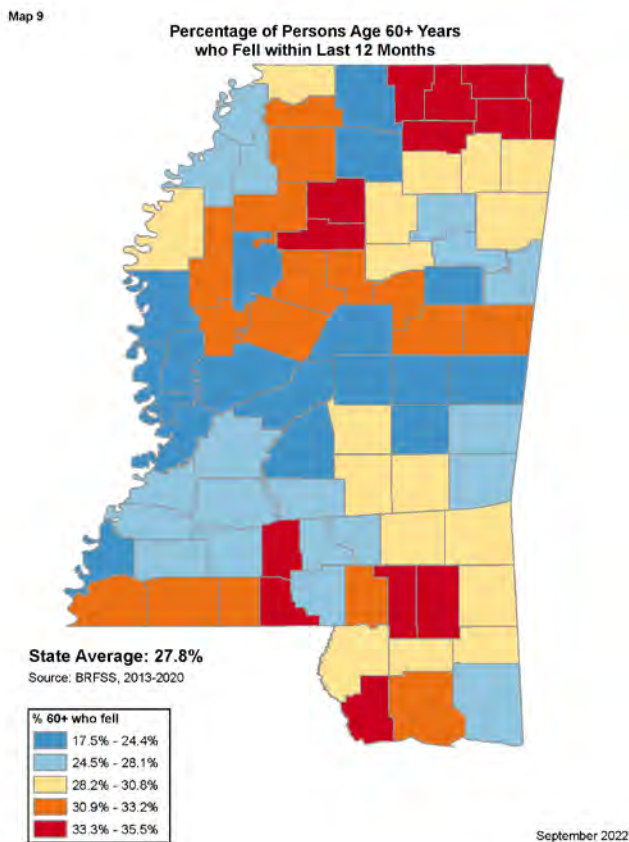 Map 9
Percentage of Persons Age 60+ Years
who Fell within Last 12 Months
State Average: 27.8%
Source: BRFSS, 2013-2020
% 60+ who fell
17.5% - 24.4%
24.5% - 28.1%
28.2% - 30.8%
30.9% - 33.2%
33.3% - 35.5%
September 2022